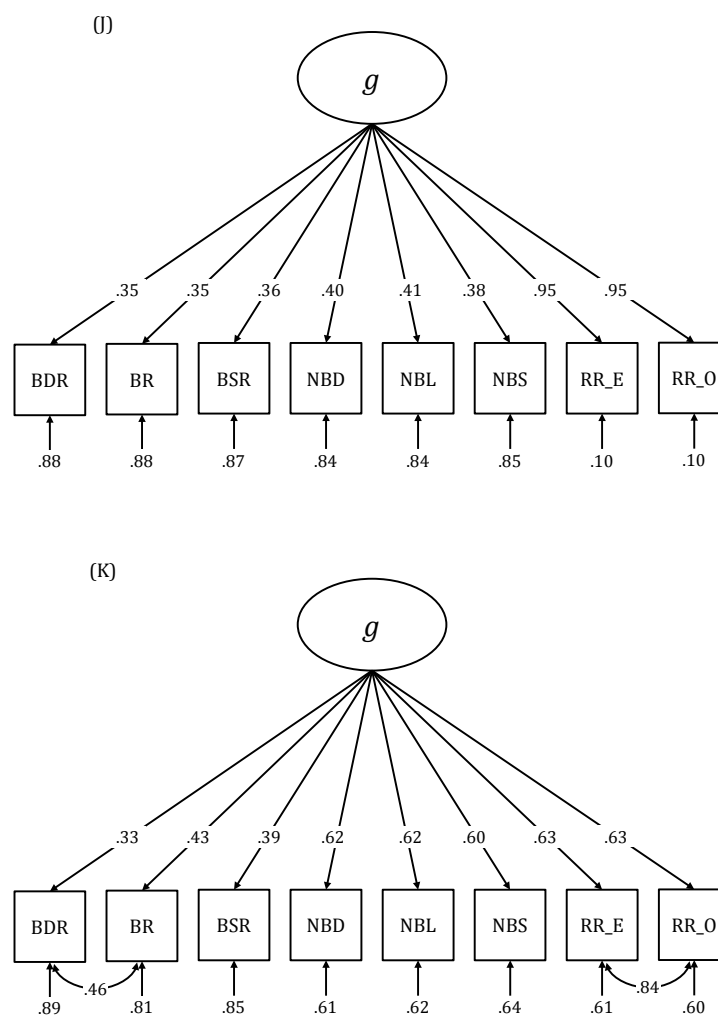 (J)
g
.35 .35 .36 .40 .41 .38 .95 .95
BDR BR BSR NBD NBL NBS RR_E RR_O
.88 .88 .87 .84 .84 .85 .10 .10
(K)
g
.33 .43 .39 .62 .62 .60 .63 .63
BDR BR BSR NBD NBL NBS RR_E RR_O
.46 .84
.89 .81 .85 .61 .62 .64 .61 .60